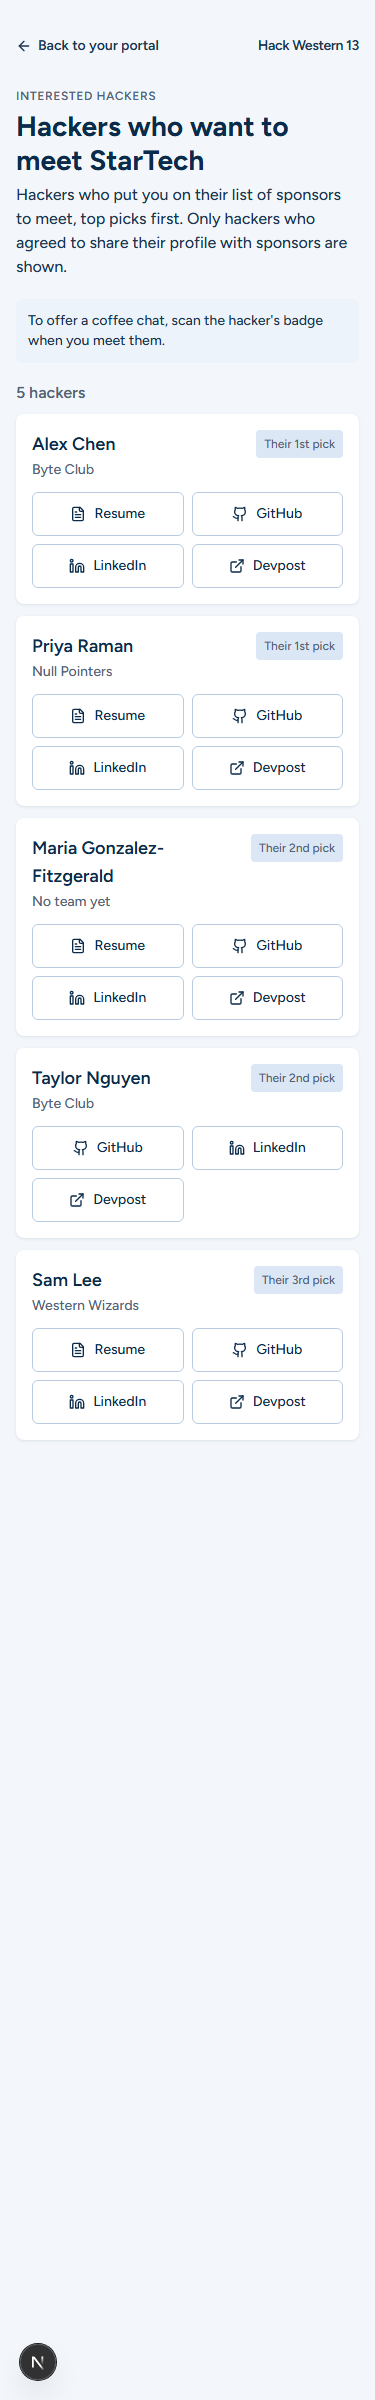 Back to your portal
Hack Western 13
INTERESTED HACKERS
Hackers who want to
meet StarTech
Hackers who put you on their list of sponsors
to meet, top picks first. Only hackers who
agreed to share their profile with sponsors are
shown.
To offer a coffee chat, scan the hacker's badge
when you meet them.
5 hackers
Alex Chen
Their 1st pick
Byte Club
Resume
GitHub
LinkedIn
Devpost
Priya Raman
Their 1st pick
Null Pointers
Resume
GitHub
LinkedIn
Devpost
Maria Gonzalez-
Fitzgerald
Their 2nd pick
No team yet
Resume
GitHub
LinkedIn
Devpost
Taylor Nguyen
Their 2nd pick
Byte Club
GitHub
LinkedIn
Devpost
Sam Lee
Their 3rd pick
Western Wizards
Resume
GitHub
LinkedIn
Devpost
N